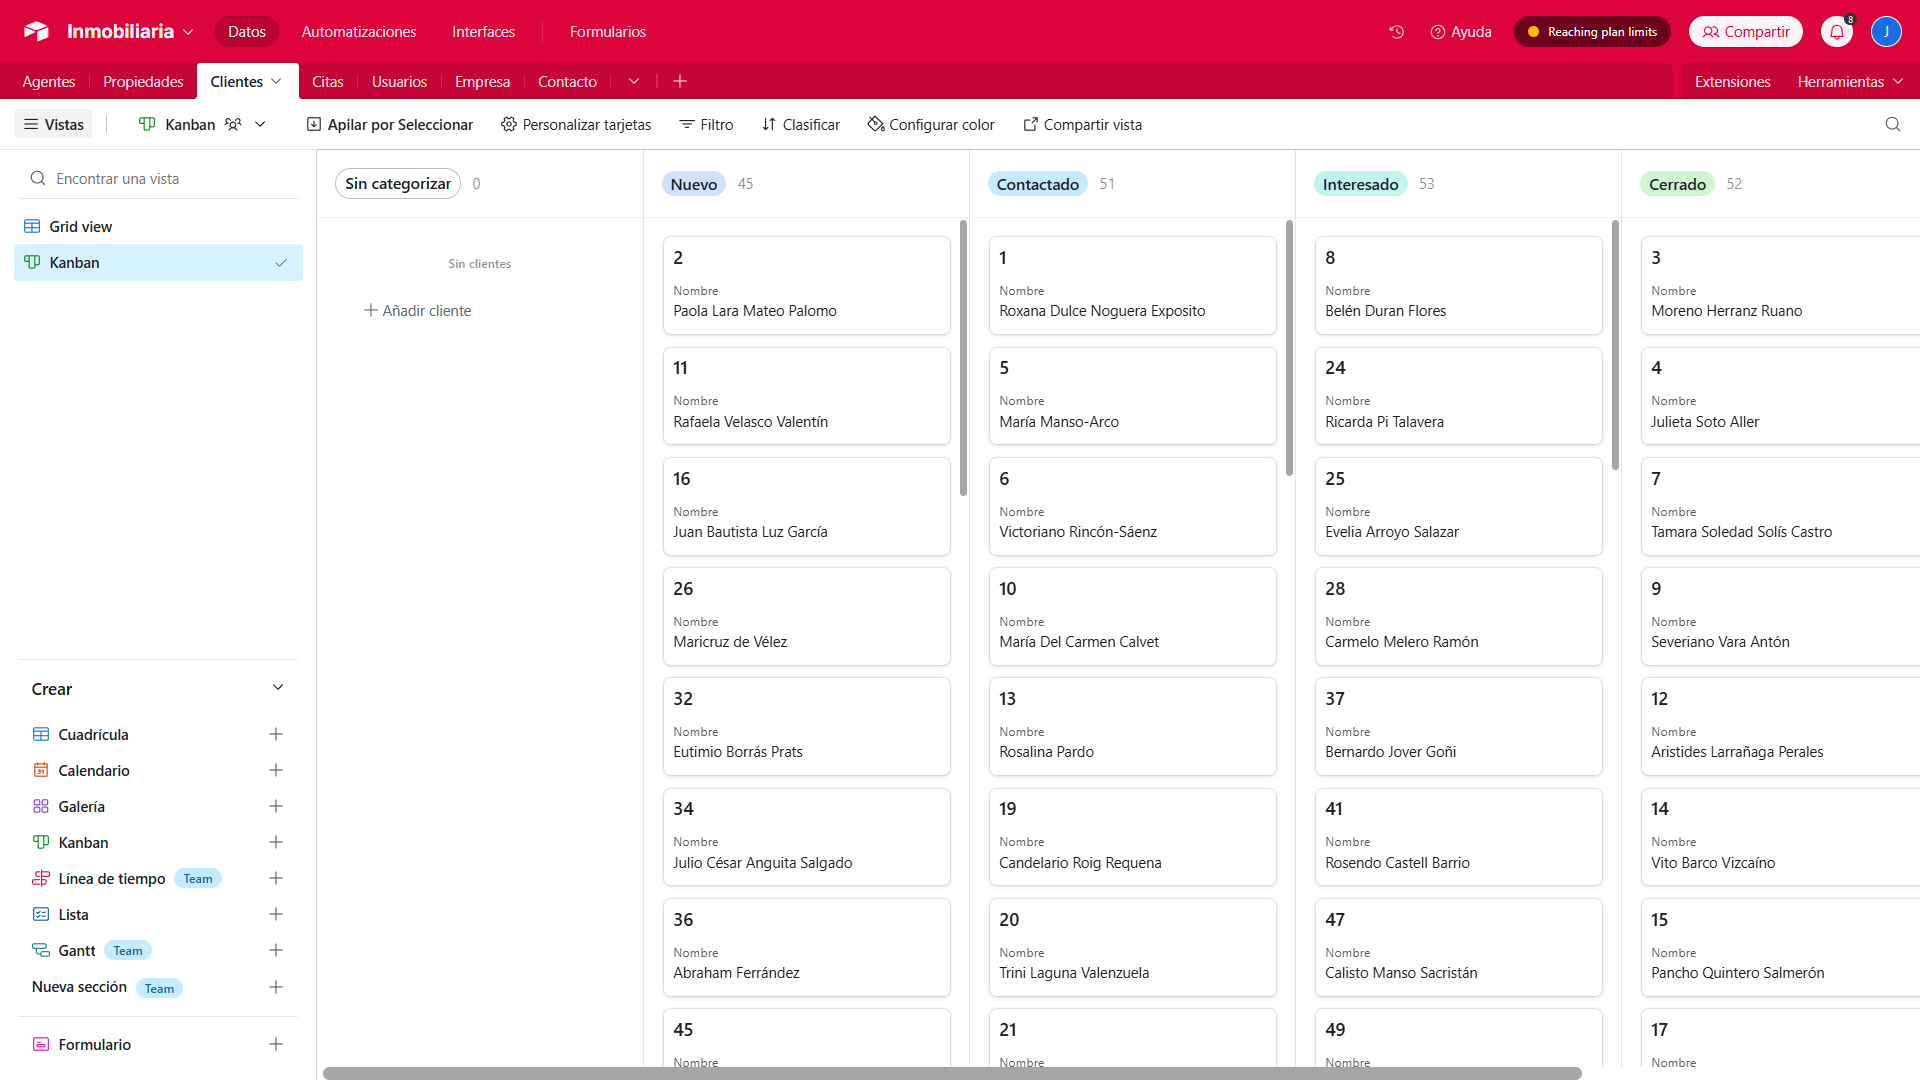 Inmobiliaria
Datos
Automatizaciones
Interfaces
Formularios
Ayuda
Reaching plan limits
Compartir
8
J
Agentes
Propiedades
Clientes
Citas
Usuarios
Empresa
Contacto
Extensiones
Herramientas
Vistas
Kanban
Apilar por Seleccionar
Personalizar tarjetas
Filtro
Clasificar
Configurar color
Compartir vista
Encontrar una vista
Grid view
Kanban
Crear
Cuadrícula
Calendario
Galería
Kanban
Línea de tiempo Team
Lista
Gantt Team
Nueva sección Team
Formulario
Sin categorizar 0
Sin clientes
+ Añadir cliente
Nuevo 45
2
Nombre
Paola Lara Mateo Palomo
11
Nombre
Rafaela Velasco Valentín
16
Nombre
Juan Bautista Luz García
26
Nombre
Maricruz de Vélez
32
Nombre
Eutimio Borrás Prats
34
Nombre
Julio César Anguita Salgado
36
Nombre
Abraham Ferrández
45
Nombre
Contactado 51
1
Nombre
Roxana Dulce Noguera Exposito
5
Nombre
María Manso-Arco
6
Nombre
Victoriano Rincón-Sáenz
10
Nombre
María Del Carmen Calvet
13
Nombre
Rosalina Pardo
19
Nombre
Candelario Roig Requena
20
Nombre
Trini Laguna Valenzuela
21
Nombre
Interesado 53
8
Nombre
Belén Duran Flores
24
Nombre
Ricarda Pi Talavera
25
Nombre
Evelia Arroyo Salazar
28
Nombre
Carmelo Melero Ramón
37
Nombre
Bernardo Jover Goñi
41
Nombre
Rosendo Castell Barrio
47
Nombre
Calisto Manso Sacristán
49
Nombre
Cerrado 52
3
Nombre
Moreno Herranz Ruano
4
Nombre
Julieta Soto Aller
7
Nombre
Tamara Soledad Solís Castro
9
Nombre
Severiano Vara Antón
12
Nombre
Aristides Larrañaga Perales
14
Nombre
Vito Barco Vizcaíno
15
Nombre
Pancho Quintero Salmerón
17
Nombre